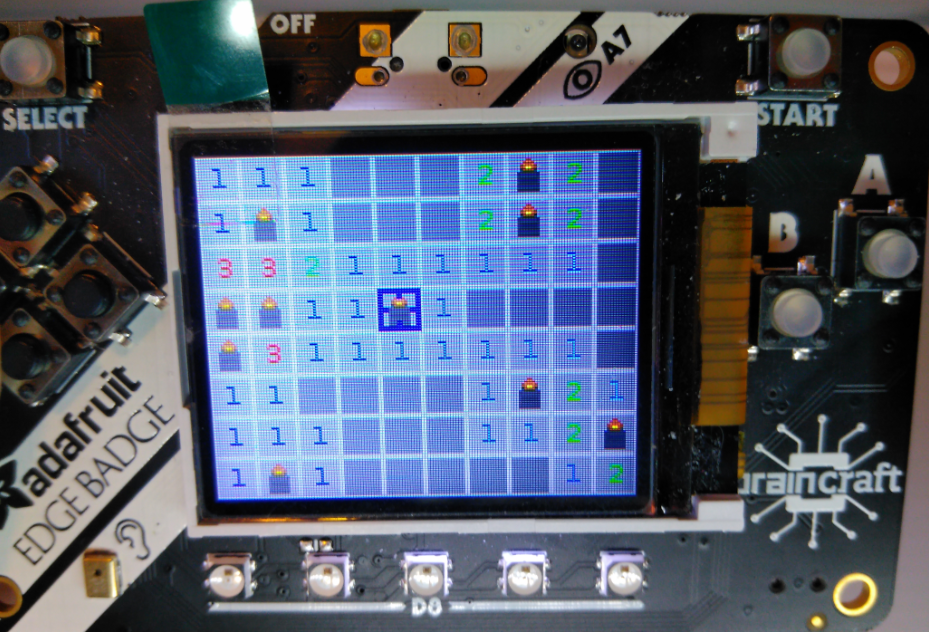 OFF
A7
SELECT
START
A
B
1 1 1 2 2
1 1 2 2
3 3 2 1 1 1 1 1 1
1 1 1
3 1 1 1 1 1 1 1
1 1 1 2 1
1 1 1 1 1 2
1 1 1 2
adafruit
EDGE BADGE
braincraft
D8